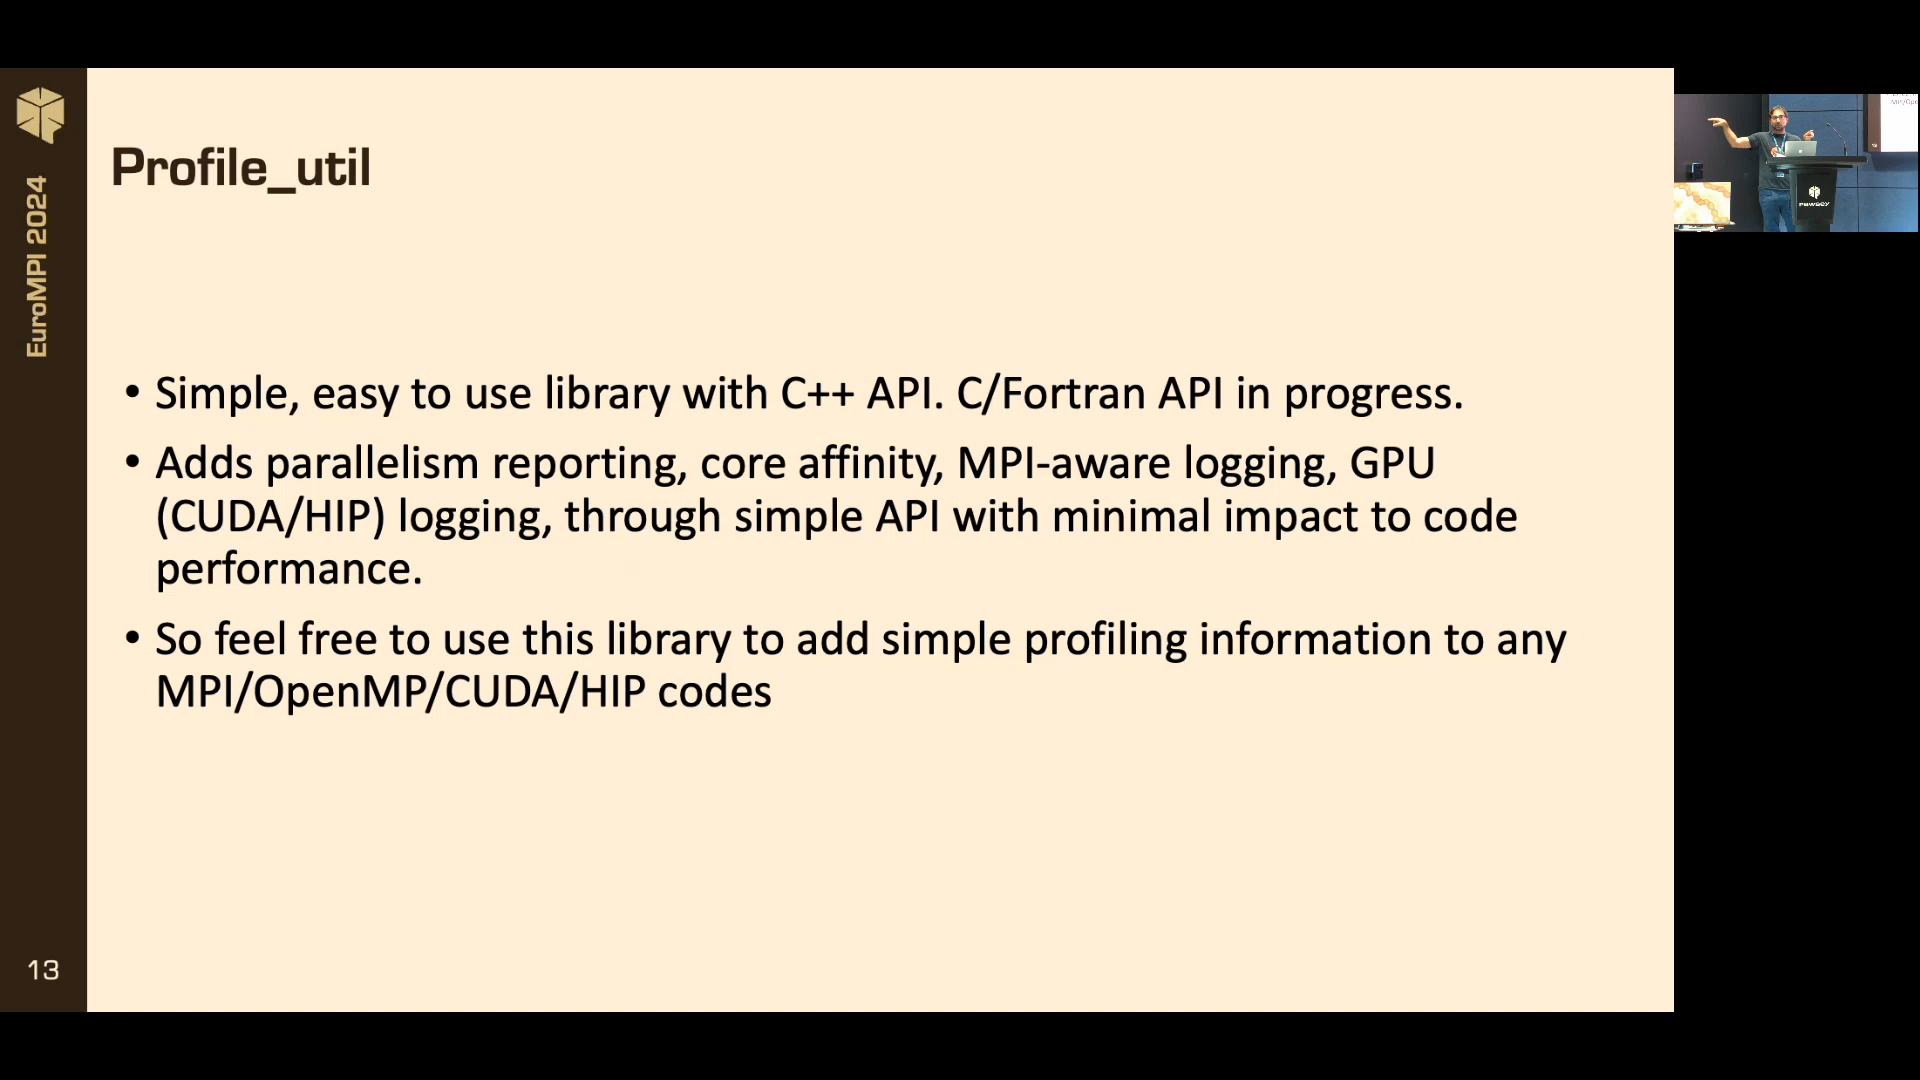 EuroMPI 2024
Profile_util
• Simple, easy to use library with C++ API. C/Fortran API in progress.
• Adds parallelism reporting, core affinity, MPI-aware logging, GPU
(CUDA/HIP) logging, through simple API with minimal impact to code
performance.
• So feel free to use this library to add simple profiling information to any
MPI/OpenMP/CUDA/HIP codes
13
PAWSEY